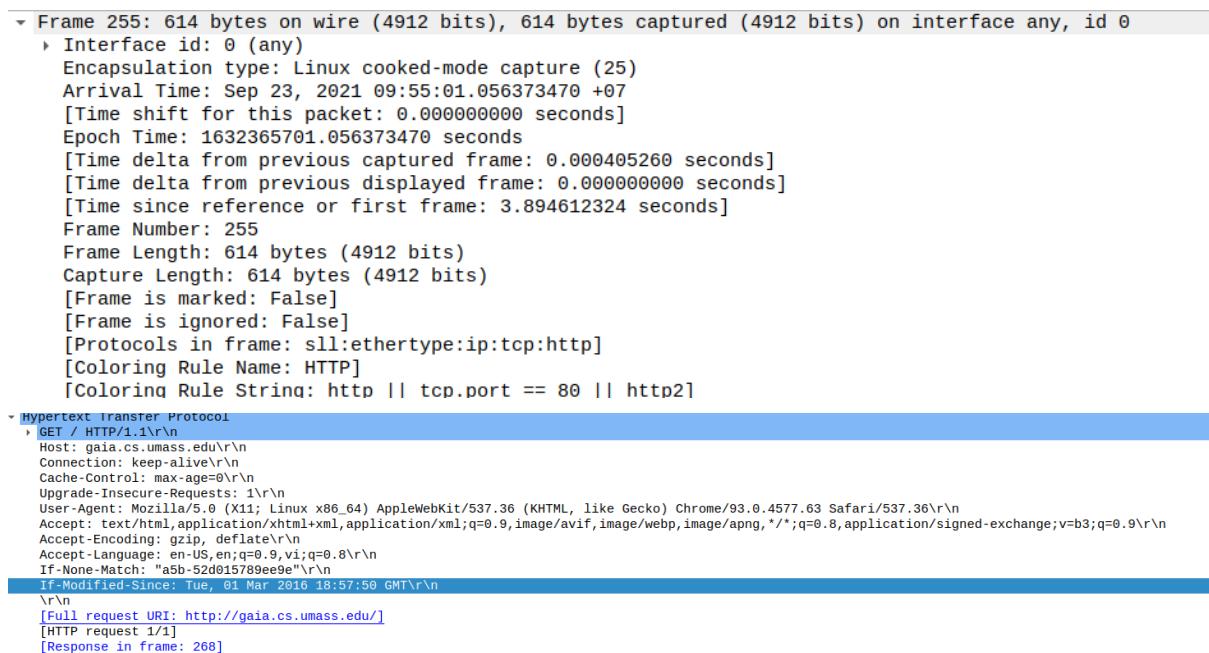 Frame 255: 614 bytes on wire (4912 bits), 614 bytes captured (4912 bits) on interface any, id 0
Interface id: 0 (any)
Encapsulation type: Linux cooked-mode capture (25)
Arrival Time: Sep 23, 2021 09:55:01.056373470 +07
[Time shift for this packet: 0.000000000 seconds]
Epoch Time: 1632365701.056373470 seconds
[Time delta from previous captured frame: 0.000405260 seconds]
[Time delta from previous displayed frame: 0.000000000 seconds]
[Time since reference or first frame: 3.894612324 seconds]
Frame Number: 255
Frame Length: 614 bytes (4912 bits)
Capture Length: 614 bytes (4912 bits)
[Frame is marked: False]
[Frame is ignored: False]
[Protocols in frame: sll:ethertype:ip:tcp:http]
[Coloring Rule Name: HTTP]
[Coloring Rule String: http || tcp.port == 80 || http2]
Hypertext Transfer Protocol
GET / HTTP/1.1\r\n
Host: gaia.cs.umass.edu\r\n
Connection: keep-alive\r\n
Cache-Control: max-age=0\r\n
Upgrade-Insecure-Requests: 1\r\n
User-Agent: Mozilla/5.0 (X11; Linux x86_64) AppleWebKit/537.36 (KHTML, like Gecko) Chrome/93.0.4577.63 Safari/537.36\r\n
Accept: text/html,application/xhtml+xml,application/xml;q=0.9,image/avif,image/webp,image/apng,*/*;q=0.8,application/signed-exchange;v=b3;q=0.9\r\n
Accept-Encoding: gzip, deflate\r\n
Accept-Language: en-US,en;q=0.9,vi;q=0.8\r\n
If-None-Match: "a5b-52d015789ee9e"\r\n
If-Modified-Since: Tue, 01 Mar 2016 18:57:50 GMT\r\n
\r\n
[Full request URI: http://gaia.cs.umass.edu/]
[HTTP request 1/1]
[Response in frame: 268]